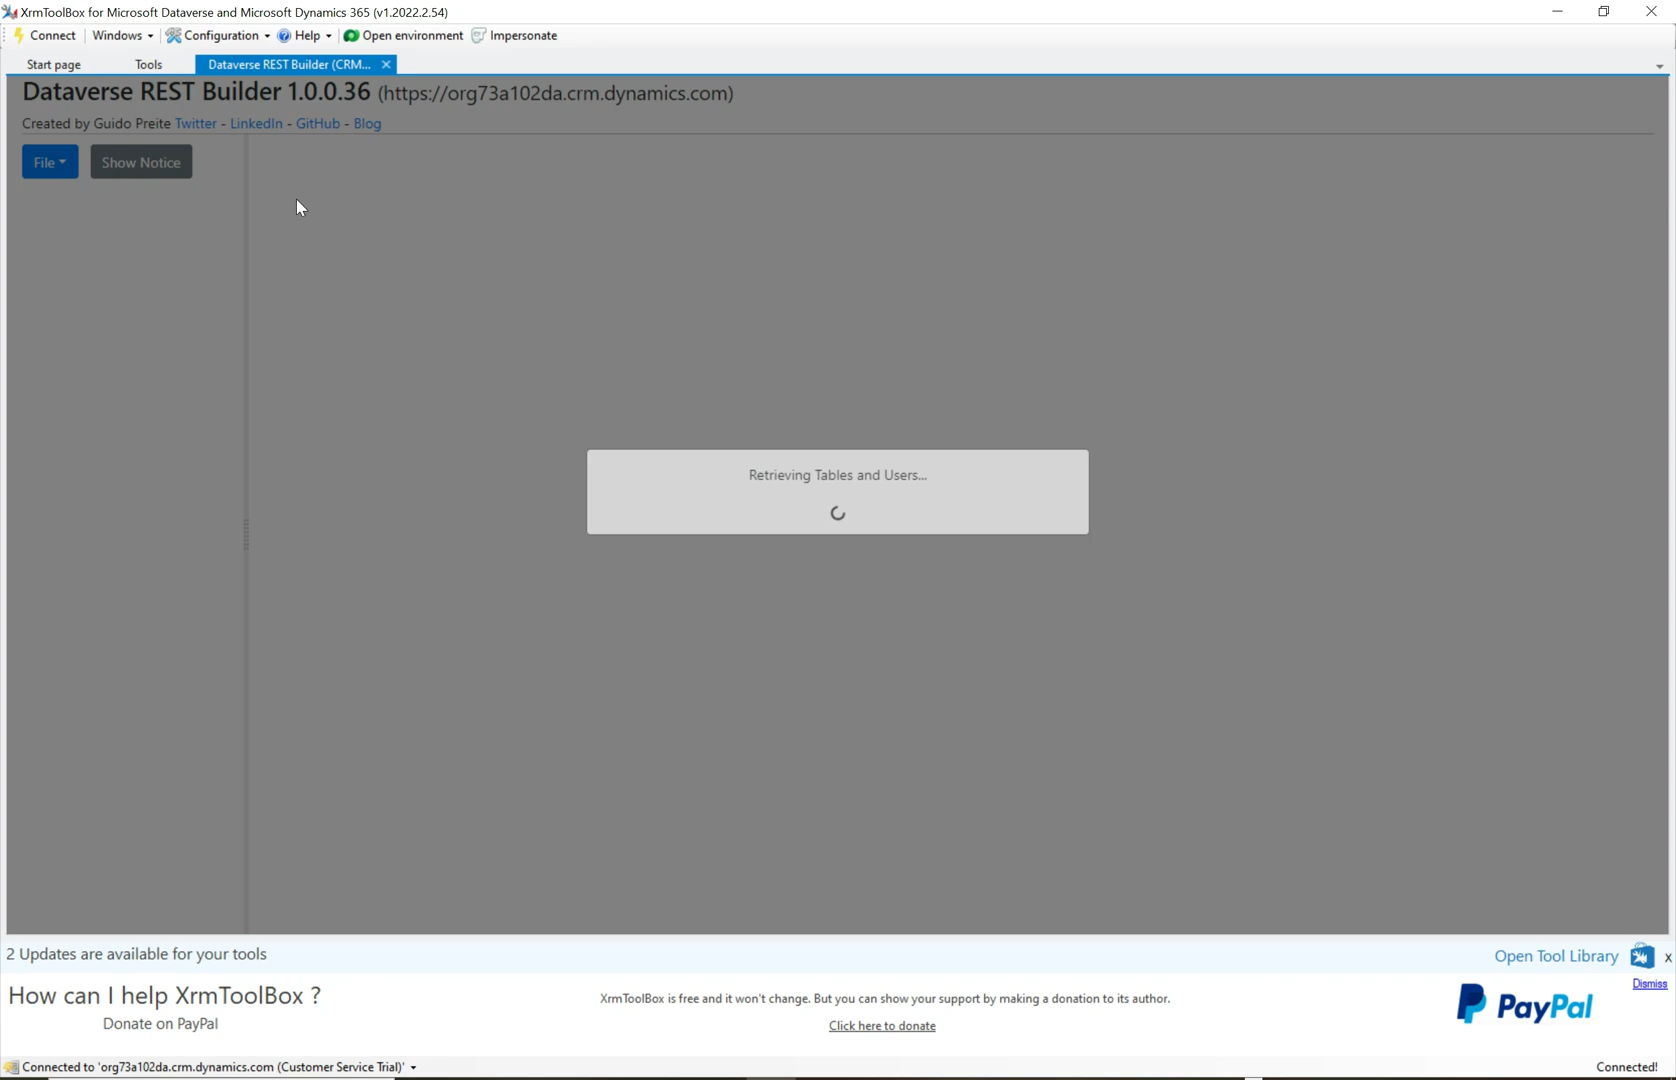 XrmToolBox for Microsoft Dataverse and Microsoft Dynamics 365 (v1.2022.2.54)
Connect Windows Configuration Help Open environment Impersonate
Start page Tools Dataverse REST Builder (CRM...
Dataverse REST Builder 1.0.0.36 (https://org73a102da.crm.dynamics.com)
Created by Guido Preite Twitter - LinkedIn - GitHub - Blog
File Show Notice
Retrieving Tables and Users...
2 Updates are available for your tools
Open Tool Library x
How can I help XrmToolBox ?
Donate on PayPal
XrmToolBox is free and it won't change. But you can show your support by making a donation to its author.
Click here to donate
Dismiss
PayPal
Connected to 'org73a102da.crm.dynamics.com (Customer Service Trial)'
Connected!